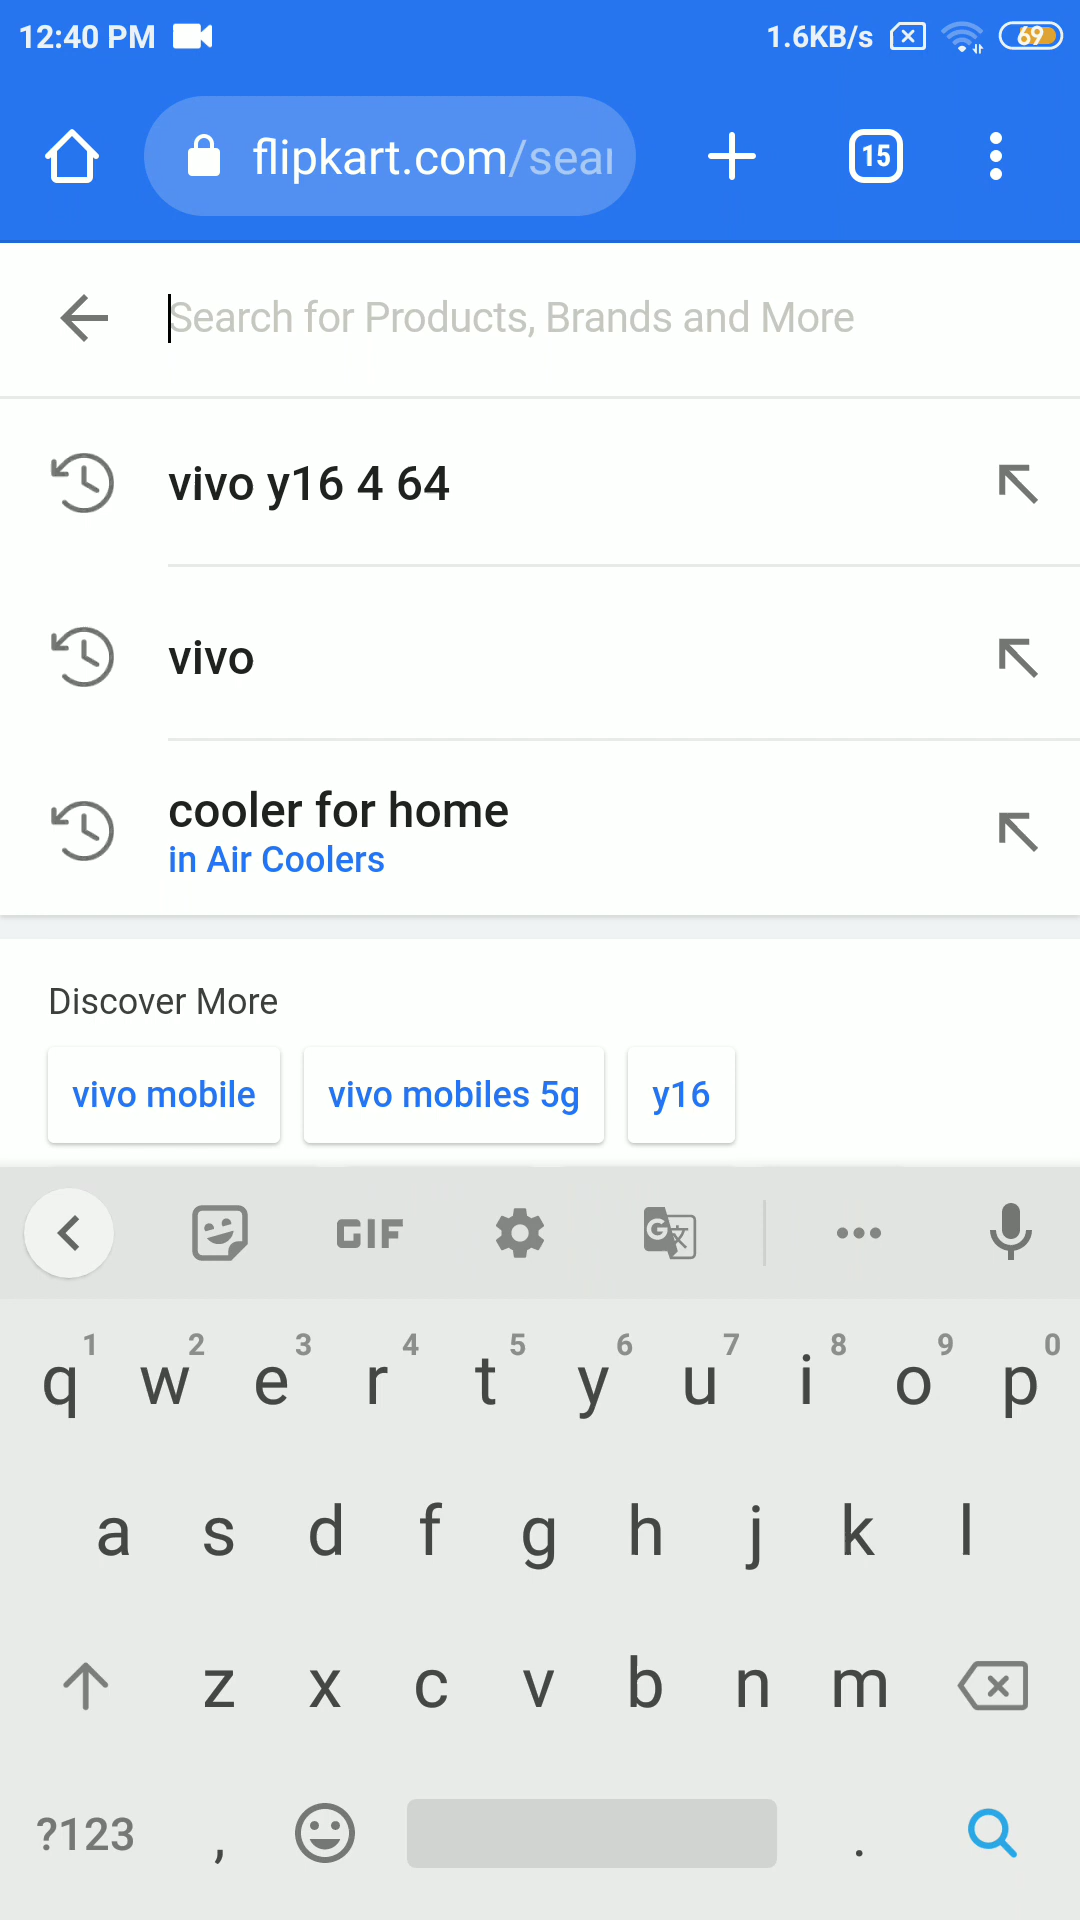 12:40 PM 1.6KB/s 69
flipkart.com/sear 15
Search for Products, Brands and More
vivo y16 4 64
vivo
cooler for home
in Air Coolers
Discover More
vivo mobile vivo mobiles 5g y16
GIF G
1 2 3 4 5 6 7 8 9 0
q w e r t y u i o p
a s d f g h j k l
z x c v b n m
?123 , .